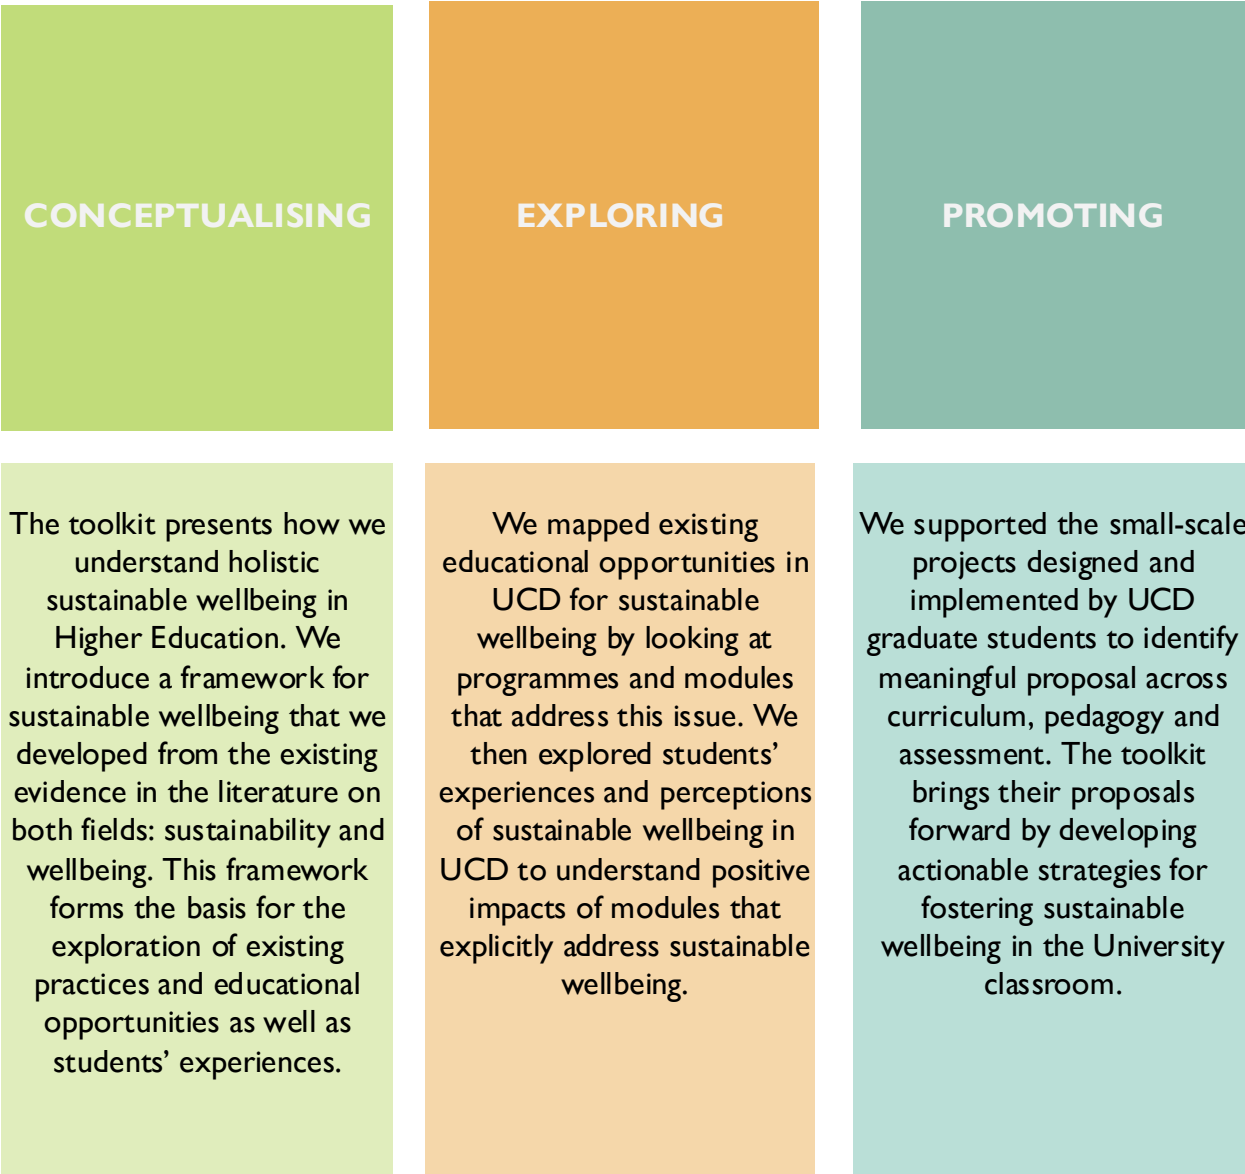 CONCEPTUALISING
EXPLORING
PROMOTING
The toolkit presents how we
understand holistic
sustainable wellbeing in
Higher Education. We
introduce a framework for
sustainable wellbeing that we
developed from the existing
evidence in the literature on
both fields: sustainability and
wellbeing. This framework
forms the basis for the
exploration of existing
practices and educational
opportunities as well as
students’ experiences.
We mapped existing
educational opportunities in
UCD for sustainable
wellbeing by looking at
programmes and modules
that address this issue. We
then explored students’
experiences and perceptions
of sustainable wellbeing in
UCD to understand positive
impacts of modules that
explicitly address sustainable
wellbeing.
We supported the small-scale
projects designed and
implemented by UCD
graduate students to identify
meaningful proposal across
curriculum, pedagogy and
assessment. The toolkit
brings their proposals
forward by developing
actionable strategies for
fostering sustainable
wellbeing in the University
classroom.